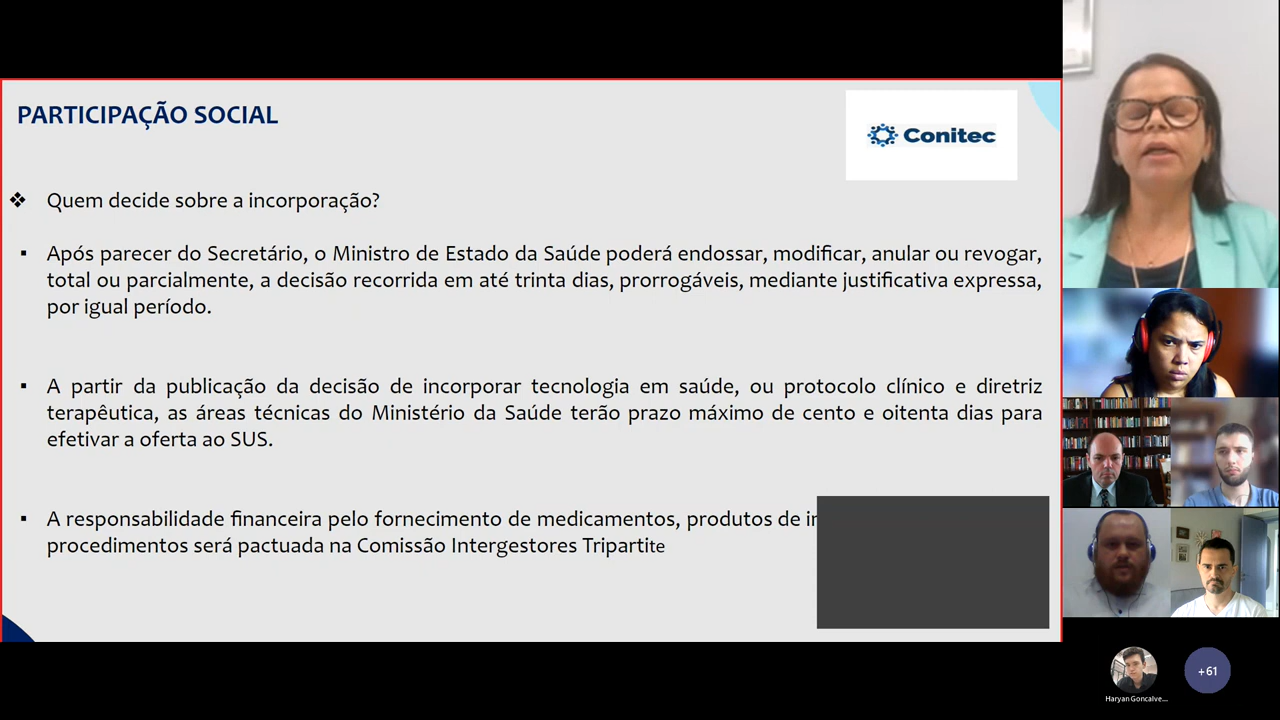 PARTICIPAÇÃO SOCIAL
Conitec
❖ Quem decide sobre a incorporação?
▪ Após parecer do Secretário, o Ministro de Estado da Saúde poderá endossar, modificar, anular ou revogar,
total ou parcialmente, a decisão recorrida em até trinta dias, prorrogáveis, mediante justificativa expressa,
por igual período.
▪ A partir da publicação da decisão de incorporar tecnologia em saúde, ou protocolo clínico e diretriz
terapêutica, as áreas técnicas do Ministério da Saúde terão prazo máximo de cento e oitenta dias para
efetivar a oferta ao SUS.
▪ A responsabilidade financeira pelo fornecimento de medicamentos, produtos de
procedimentos será pactuada na Comissão Intergestores Tripartite
Haryan Goncalve...
+61